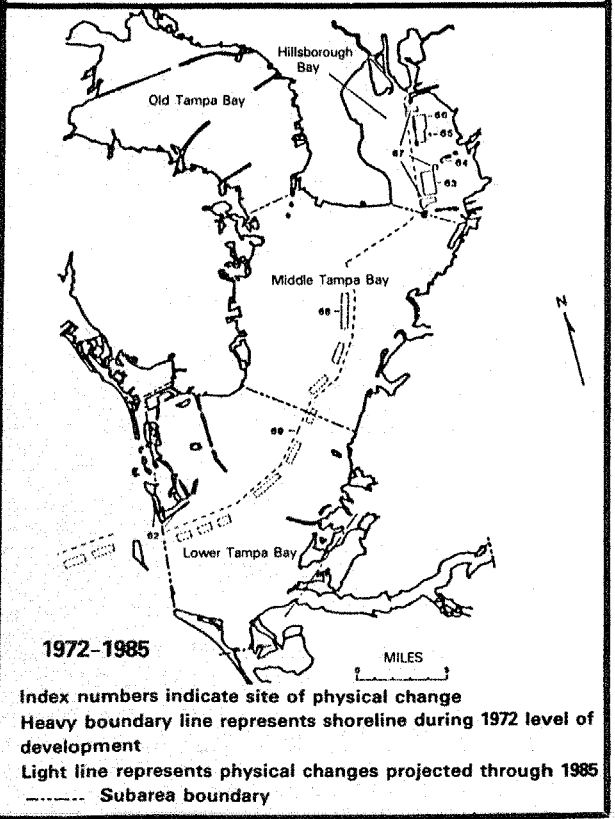 Hillsborough
Bay
Old Tampa Bay
66
65
67
64
63
Middle Tampa Bay
68
69
62
Lower Tampa Bay
N
1972-1985
MILES
0 5
Index numbers indicate site of physical change
Heavy boundary line represents shoreline during 1972 level of
development
Light line represents physical changes projected through 1985
Subarea boundary